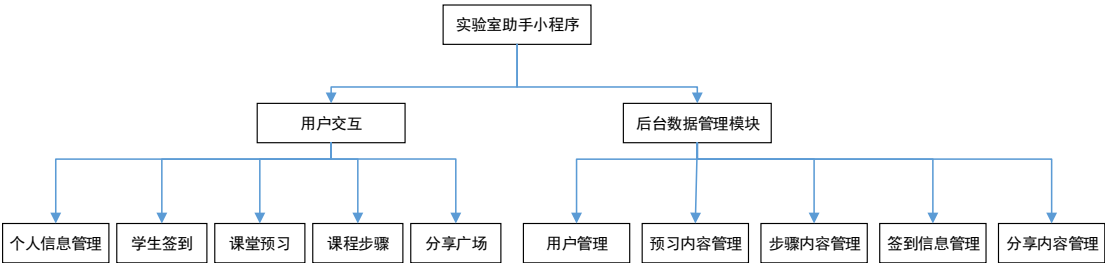 实验室助手小程序
用户交互
后台数据管理模块
个人信息管理
学生签到
课堂预习
课程步骤
分享广场
用户管理
预习内容管理
步骤内容管理
签到信息管理
分享内容管理